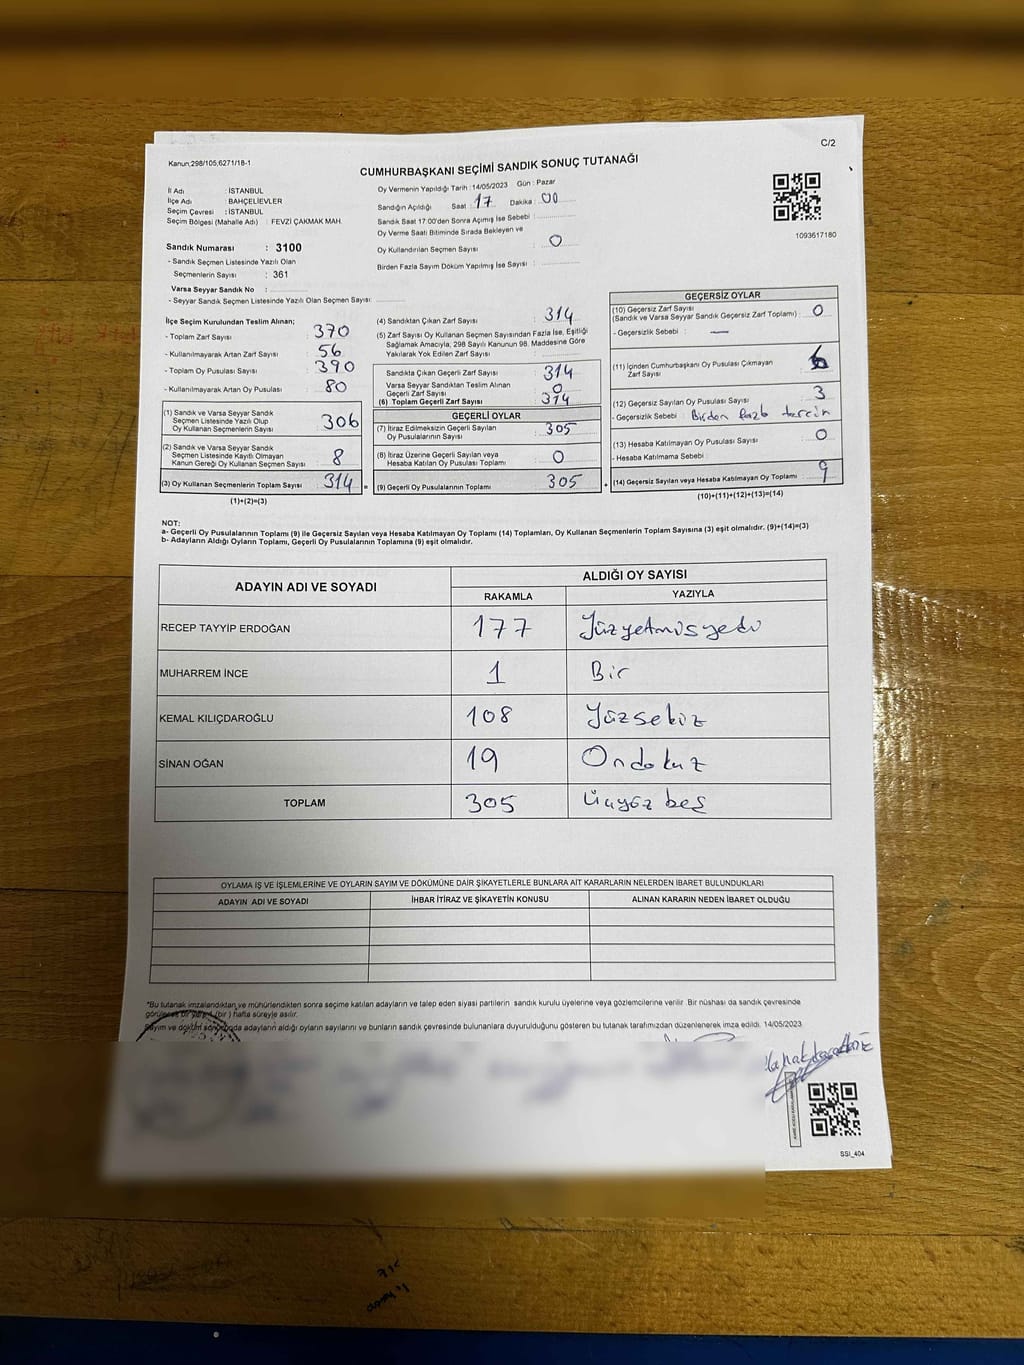 C/2
Kanun;298/105,6271/18-1
CUMHURBAŞKANI SEÇİMİ SANDIK SONUÇ TUTANAĞI
1093617180
İl Adı : İSTANBUL
İlçe Adı : BAHÇELİEVLER
Seçim Çevresi : İSTANBUL
Seçim Bölgesi (Mahalle Adı) : FEVZİ ÇAKMAK MAH.
Sandık Numarası : 3100
- Sandık Seçmen Listesinde Yazılı Olan
Seçmenlerin Sayısı : 361
Varsa Seyyar Sandık No :
- Seyyar Sandık Seçmen Listesinde Yazılı Olan Seçmen Sayısı:
Oy Vermenin Yapıldığı Tarih : 14/05/2023 Gün : Pazar
Sandığın Açıldığı Saat : 17 Dakika : 00
Sandık Saat 17:00'den Sonra Açımış İse Sebebi :
Oy Verme Saati Bitiminde Sırada Bekleyen ve
Oy Kullandırılan Seçmen Sayısı : 0
Birden Fazla Sayım Döküm Yapılmış İse Sayısı :
İlçe Seçim Kurulundan Teslim Alınan;
- Toplam Zarf Sayısı : 370
- Kullanılmayarak Artan Zarf Sayısı : 56
- Toplam Oy Pusulası Sayısı : 390
- Kullanılmayarak Artan Oy Pusulası : 80
(1) Sandık ve Varsa Seyyar Sandık
Seçmen Listesinde Yazılı Olup
Oy Kullanan Seçmenlerin Sayısı : 306
(2) Sandık ve Varsa Seyyar Sandık
Seçmen Listesinde Kayıtlı Olmayan
Kanun Gereği Oy Kullanan Seçmen Sayısı : 8
(3) Oy Kullanan Seçmenlerin Toplam Sayısı : 314
(1)+(2)=(3)
(4) Sandıktan Çıkan Zarf Sayısı : 314
(5) Zarf Sayısı Oy Kullanan Seçmen Sayısından Fazla İse, Eşitliği
Sağlamak Amacıyla, 298 Sayılı Kanunun 98. Maddesine Göre
Yakılarak Yok Edilen Zarf Sayısı :
Sandıkta Çıkan Geçerli Zarf Sayısı : 314
Varsa Seyyar Sandıktan Teslim Alınan
Geçerli Zarf Sayısı : 0
(6) Toplam Geçerli Zarf Sayısı : 314
GEÇERLİ OYLAR
(7) İtiraz Edilmeksizin Geçerli Sayılan
Oy Pusulalarının Sayısı : 305
(8) İtiraz Üzerine Geçerli Sayılan veya
Hesaba Katılan Oy Pusulası Toplamı : 0
(9) Geçerli Oy Pusulalarının Toplamı : 305
GEÇERSİZ OYLAR
(10) Geçersiz Zarf Sayısı
(Sandık ve Varsa Seyyar Sandık Geçersiz Zarf Toplamı) : 0
- Geçersizlik Sebebi : —
(11) İçinden Cumhurbaşkanı Oy Pusulası Çıkmayan
Zarf Sayısı : 6
(12) Geçersiz Sayılan Oy Pusulası Sayısı : 3
- Geçersizlik Sebebi : Birden fazla tercih
(13) Hesaba Katılmayan Oy Pusulası Sayısı : 0
- Hesaba Katılmama Sebebi :
(14) Geçersiz Sayılan veya Hesaba Katılmayan Oy Toplamı : 9
(10)+(11)+(12)+(13)=(14)
NOT:
a- Geçerli Oy Pusulalarının Toplamı (9) ile Geçersiz Sayılan veya Hesaba Katılmayan Oy Toplamı (14) Toplamları, Oy Kullanan Seçmenlerin Toplam Sayısına (3) eşit olmalıdır. (9)+(14)=(3)
b- Adayların Aldığı Oyların Toplamı, Geçerli Oy Pusulalarının Toplamına (9) eşit olmalıdır.
ADAYIN ADI VE SOYADI ALDIĞI OY SAYISI
RAKAMLA YAZIYLA
RECEP TAYYİP ERDOĞAN 177 Yüzyetmişyedi
MUHARREM İNCE 1 Bir
KEMAL KILIÇDAROĞLU 108 Yüzsekiz
SİNAN OĞAN 19 Ondokuz
TOPLAM 305 Üçyüz beş
OYLAMA İŞ VE İŞLEMLERİNE VE OYLARIN SAYIM VE DÖKÜMÜNE DAİR ŞİKAYETLERLE BUNLARA AİT KARARLARIN NELERDEN İBARET BULUNDUKLARI
ADAYIN ADI VE SOYADI İHBAR İTİRAZ VE ŞİKAYETİN KONUSU ALINAN KARARIN NEDEN İBARET OLDUĞU
*Bu tutanak imzalandıktan ve mühürlendikten sonra seçime katılan adayların ve talep eden siyasi partilerin sandık kurulu üyelerine veya gözlemcilerine verilir. Bir nüshası da sandık çevresinde
görülecek bir yere 1 (bir) hafta süreyle asılır.
Sayım ve döküm sonunda adayların aldığı oyların sayılarını ve bunların sandık çevresinde bulunanlara duyurulduğunu gösteren bu tutanak tarafımızdan düzenlenerek imza edildi. 14/05/2023
SSI_404